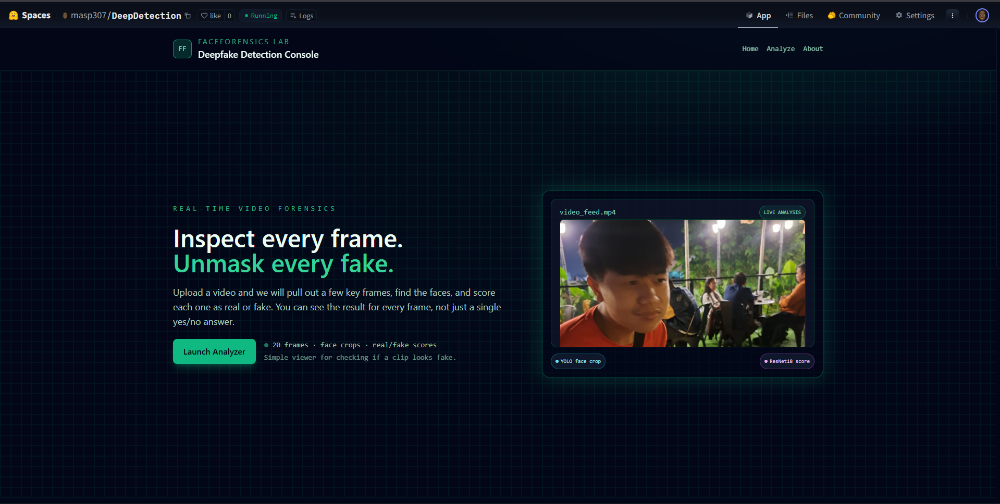 Spaces
masp307/DeepDetection
like 0
Running
Logs
App
Files
Community
Settings
FF
FACEFORENSICS LAB
Deepfake Detection Console
Home Analyze About
REAL-TIME VIDEO FORENSICS
Inspect every frame.
Unmask every fake.
Upload a video and we will pull out a few key frames, find the faces, and score
each one as real or fake. You can see the result for every frame, not just a single
yes/no answer.
Launch Analyzer
20 frames · face crops · real/fake scores
Simple viewer for checking if a clip looks fake.
video_feed.mp4
LIVE ANALYSIS
YOLO face crop
ResNet18 score